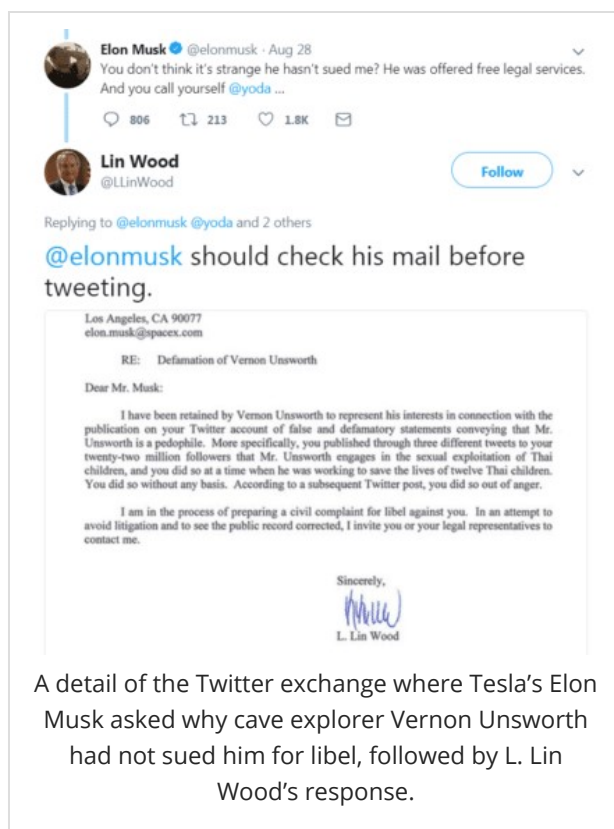 Elon Musk @elonmusk · Aug 28
You don't think it's strange he hasn't sued me? He was offered free legal services.
And you call yourself @yoda ...
806 213 1.8K
Lin Wood
@LLinWood
Follow
Replying to @elonmusk @yoda and 2 others
@elonmusk should check his mail before
tweeting.
Los Angeles, CA 90077
elon.musk@spacex.com
RE: Defamation of Vernon Unsworth
Dear Mr. Musk:
I have been retained by Vernon Unsworth to represent his interests in connection with the
publication on your Twitter account of false and defamatory statements conveying that Mr.
Unsworth is a pedophile. More specifically, you published through three different tweets to your
twenty-two million followers that Mr. Unsworth engages in the sexual exploitation of Thai
children, and you did so at a time when he was working to save the lives of twelve Thai children.
You did so without any basis. According to a subsequent Twitter post, you did so out of anger.
I am in the process of preparing a civil complaint for libel against you. In an attempt to
avoid litigation and to see the public record corrected, I invite you or your legal representatives to
contact me.
Sincerely,
L. Lin Wood
A detail of the Twitter exchange where Tesla’s Elon
Musk asked why cave explorer Vernon Unsworth
had not sued him for libel, followed by L. Lin
Wood’s response.